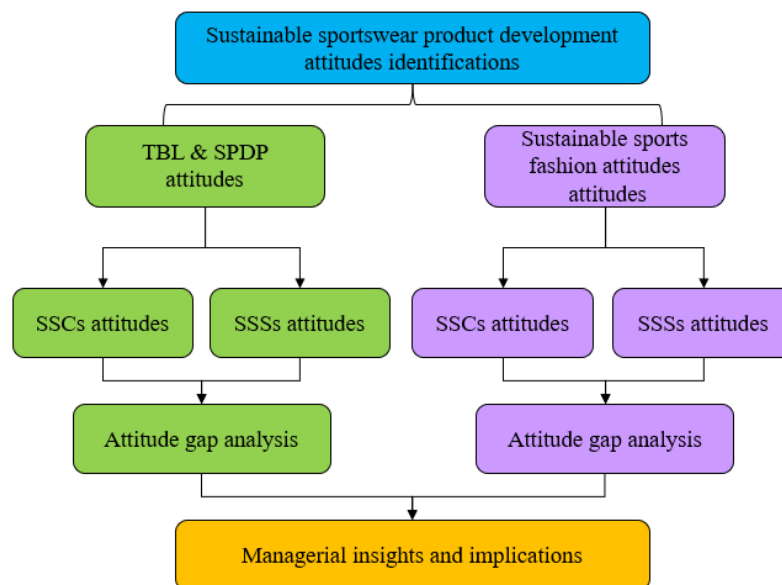 Sustainable sportswear product development
attitudes identifications
TBL & SPDP
attitudes
Sustainable sports
fashion attitudes
attitudes
SSCs attitudes
SSSs attitudes
SSCs attitudes
SSSs attitudes
Attitude gap analysis
Attitude gap analysis
Managerial insights and implications